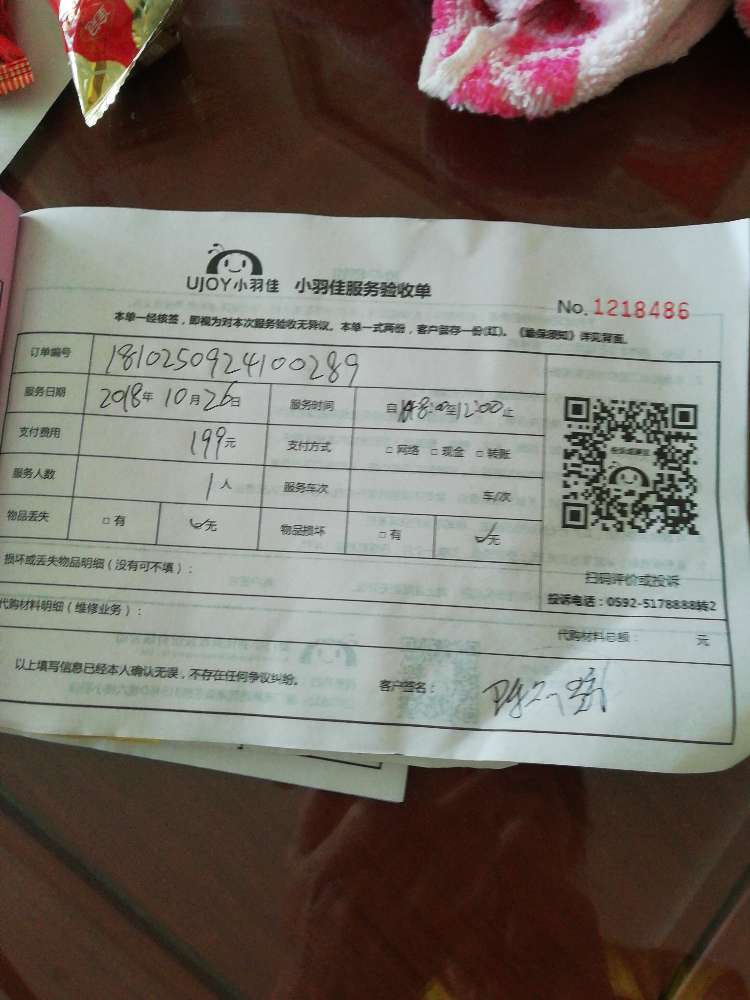 UJOY小羽佳 小羽佳服务验收单
No. 1218486
本单一经核签，即视为对本次服务验收无异议。本单一式两份，客户留存一份(红)。《家保须知》详见背面。
订单编号 1810250924100289
服务日期 2018年 10月26日 服务时间 自 8:00至12:00止
支付费用 199元 支付方式 □ 网络 □ 现金 □ 转账
服务人数 1人 服务车次 车/次
物品丢失 □ 有 ✓无 物品损坏 □ 有 ✓无
扫码评价或投诉
投诉电话：0592-5178888转2
损坏或丢失物品明细（没有可不填）：
代购材料明细（维修业务）： 代购材料总额： 元
以上填写信息已经本人确认无误，不存在任何争议纠纷。 客户签名：